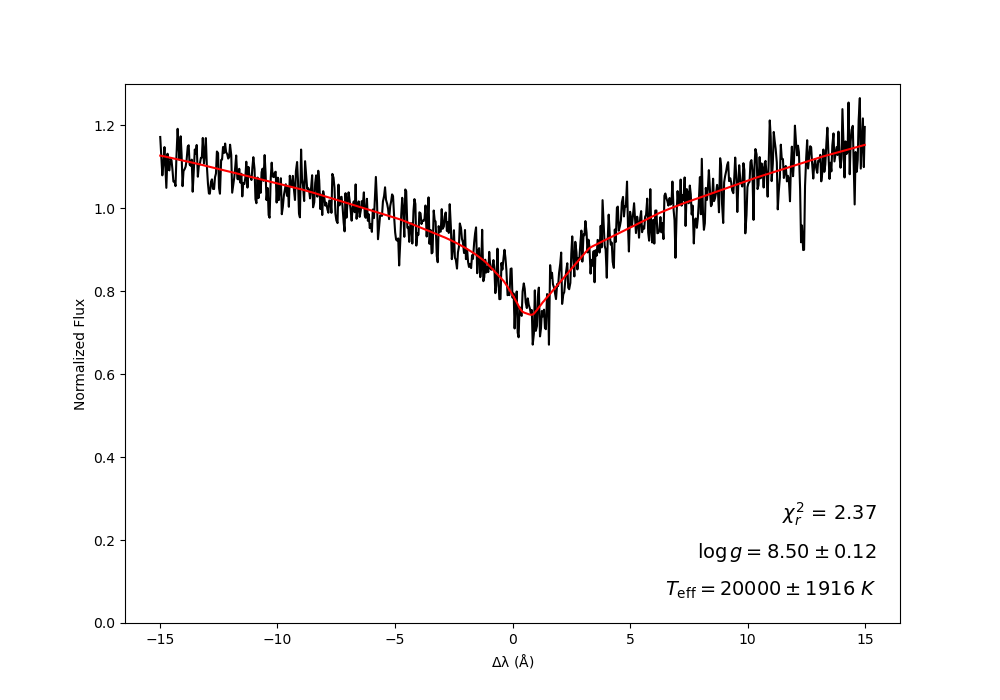 Normalized Flux
1.2
1.0
0.8
0.6
0.4
0.2
0.0
−15
−10
−5
0
5
10
15
Δλ (Å)
χ²ᵣ = 2.37
log g = 8.50 ± 0.12
T_eff = 20000 ± 1916 K